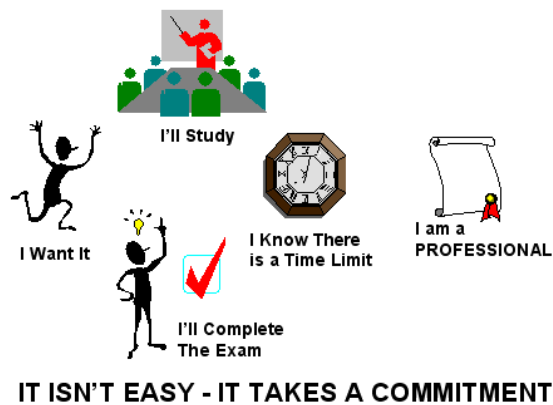 I'll Study
I Want It
I Know There
is a Time Limit
I am a
PROFESSIONAL
I'll Complete
The Exam
IT ISN'T EASY - IT TAKES A COMMITMENT